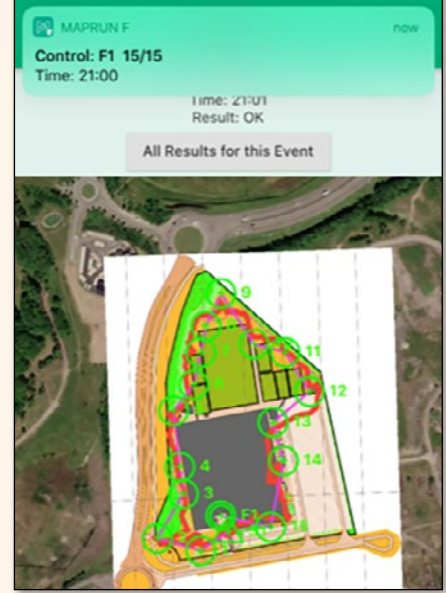 MAPRUN F now
Control: F1 15/15
Time: 21:00
Time: 21:01
Result: OK
All Results for this Event
9
7
11
12
13
4
14
3
F1